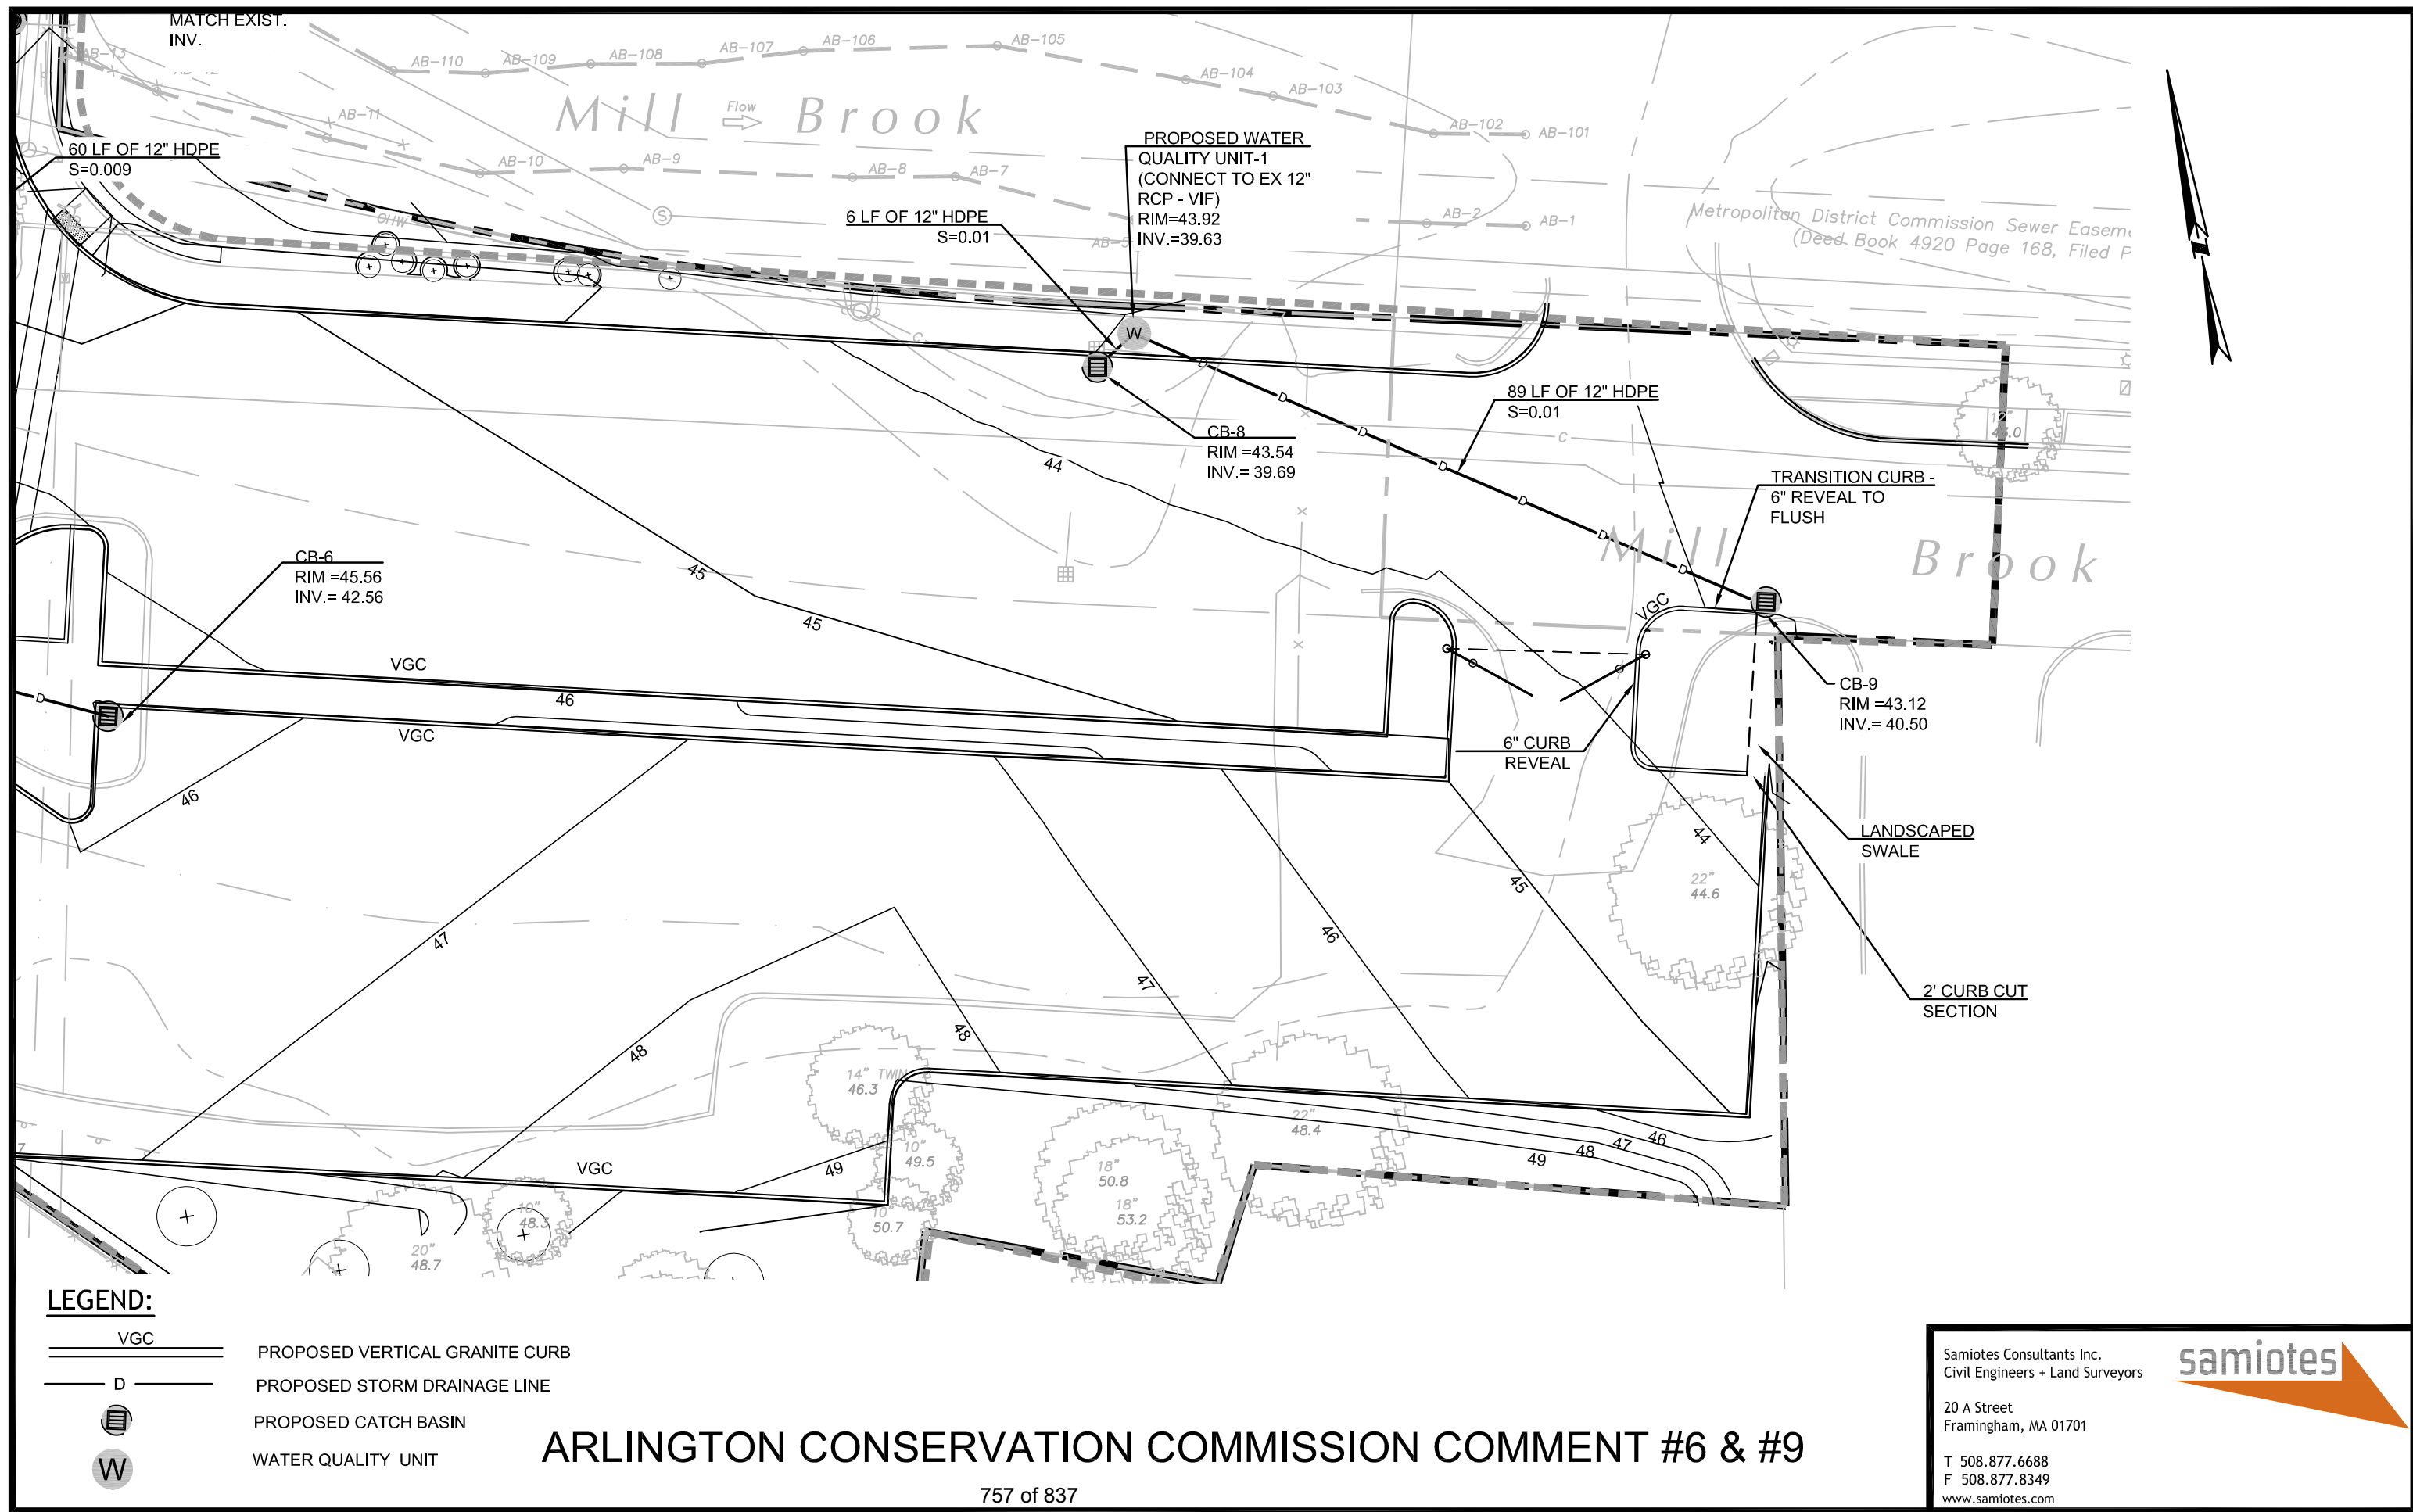 MATCH EXIST.
INV.
AB-13
AB-110
AB-109
AB-108
AB-107
AB-106
AB-105
AB-104
AB-103
AB-102
AB-101
AB-11
Mill Brook
Flow
60 LF OF 12" HDPE
S=0.009
AB-10
AB-9
AB-8
AB-7
AB-2
AB-1
OHW
S
6 LF OF 12" HDPE
S=0.01
PROPOSED WATER
QUALITY UNIT-1
(CONNECT TO EX 12"
RCP - VIF)
RIM=43.92
INV.=39.63
Metropolitan District Commission Sewer
(Deed Book 4920 Page 168, Filed
N
W
C
D
D
D
D
D
D
D
89 LF OF 12" HDPE
S=0.01
C
12"
CB-8
RIM =43.54
INV.= 39.69
44
X
X
X
TRANSITION CURB -
6" REVEAL TO
FLUSH
Mill Brook
CB-6
RIM =45.56
INV.= 42.56
45
45
VGC
VGC
46
VGC
D
CB-9
RIM =43.12
INV.= 40.50
6" CURB
REVEAL
46
44
LANDSCAPED
SWALE
22"
44.6
45
46
47
47
2' CURB CUT
SECTION
48
48
14" TWIN
46.3
10"
49.5
22"
48.4
46
47
48
49
VGC
49
18"
50.8
18"
53.2
10"
50.7
10"
48.3
20"
48.7
LEGEND:
VGC
PROPOSED VERTICAL GRANITE CURB
D
PROPOSED STORM DRAINAGE LINE
PROPOSED CATCH BASIN
W
WATER QUALITY UNIT
ARLINGTON CONSERVATION COMMISSION COMMENT #6 & #9
757 of 837
Samiotes Consultants Inc.
Civil Engineers + Land Surveyors
20 A Street
Framingham, MA 01701
T 508.877.6688
F 508.877.8349
www.samiotes.com
samiotes